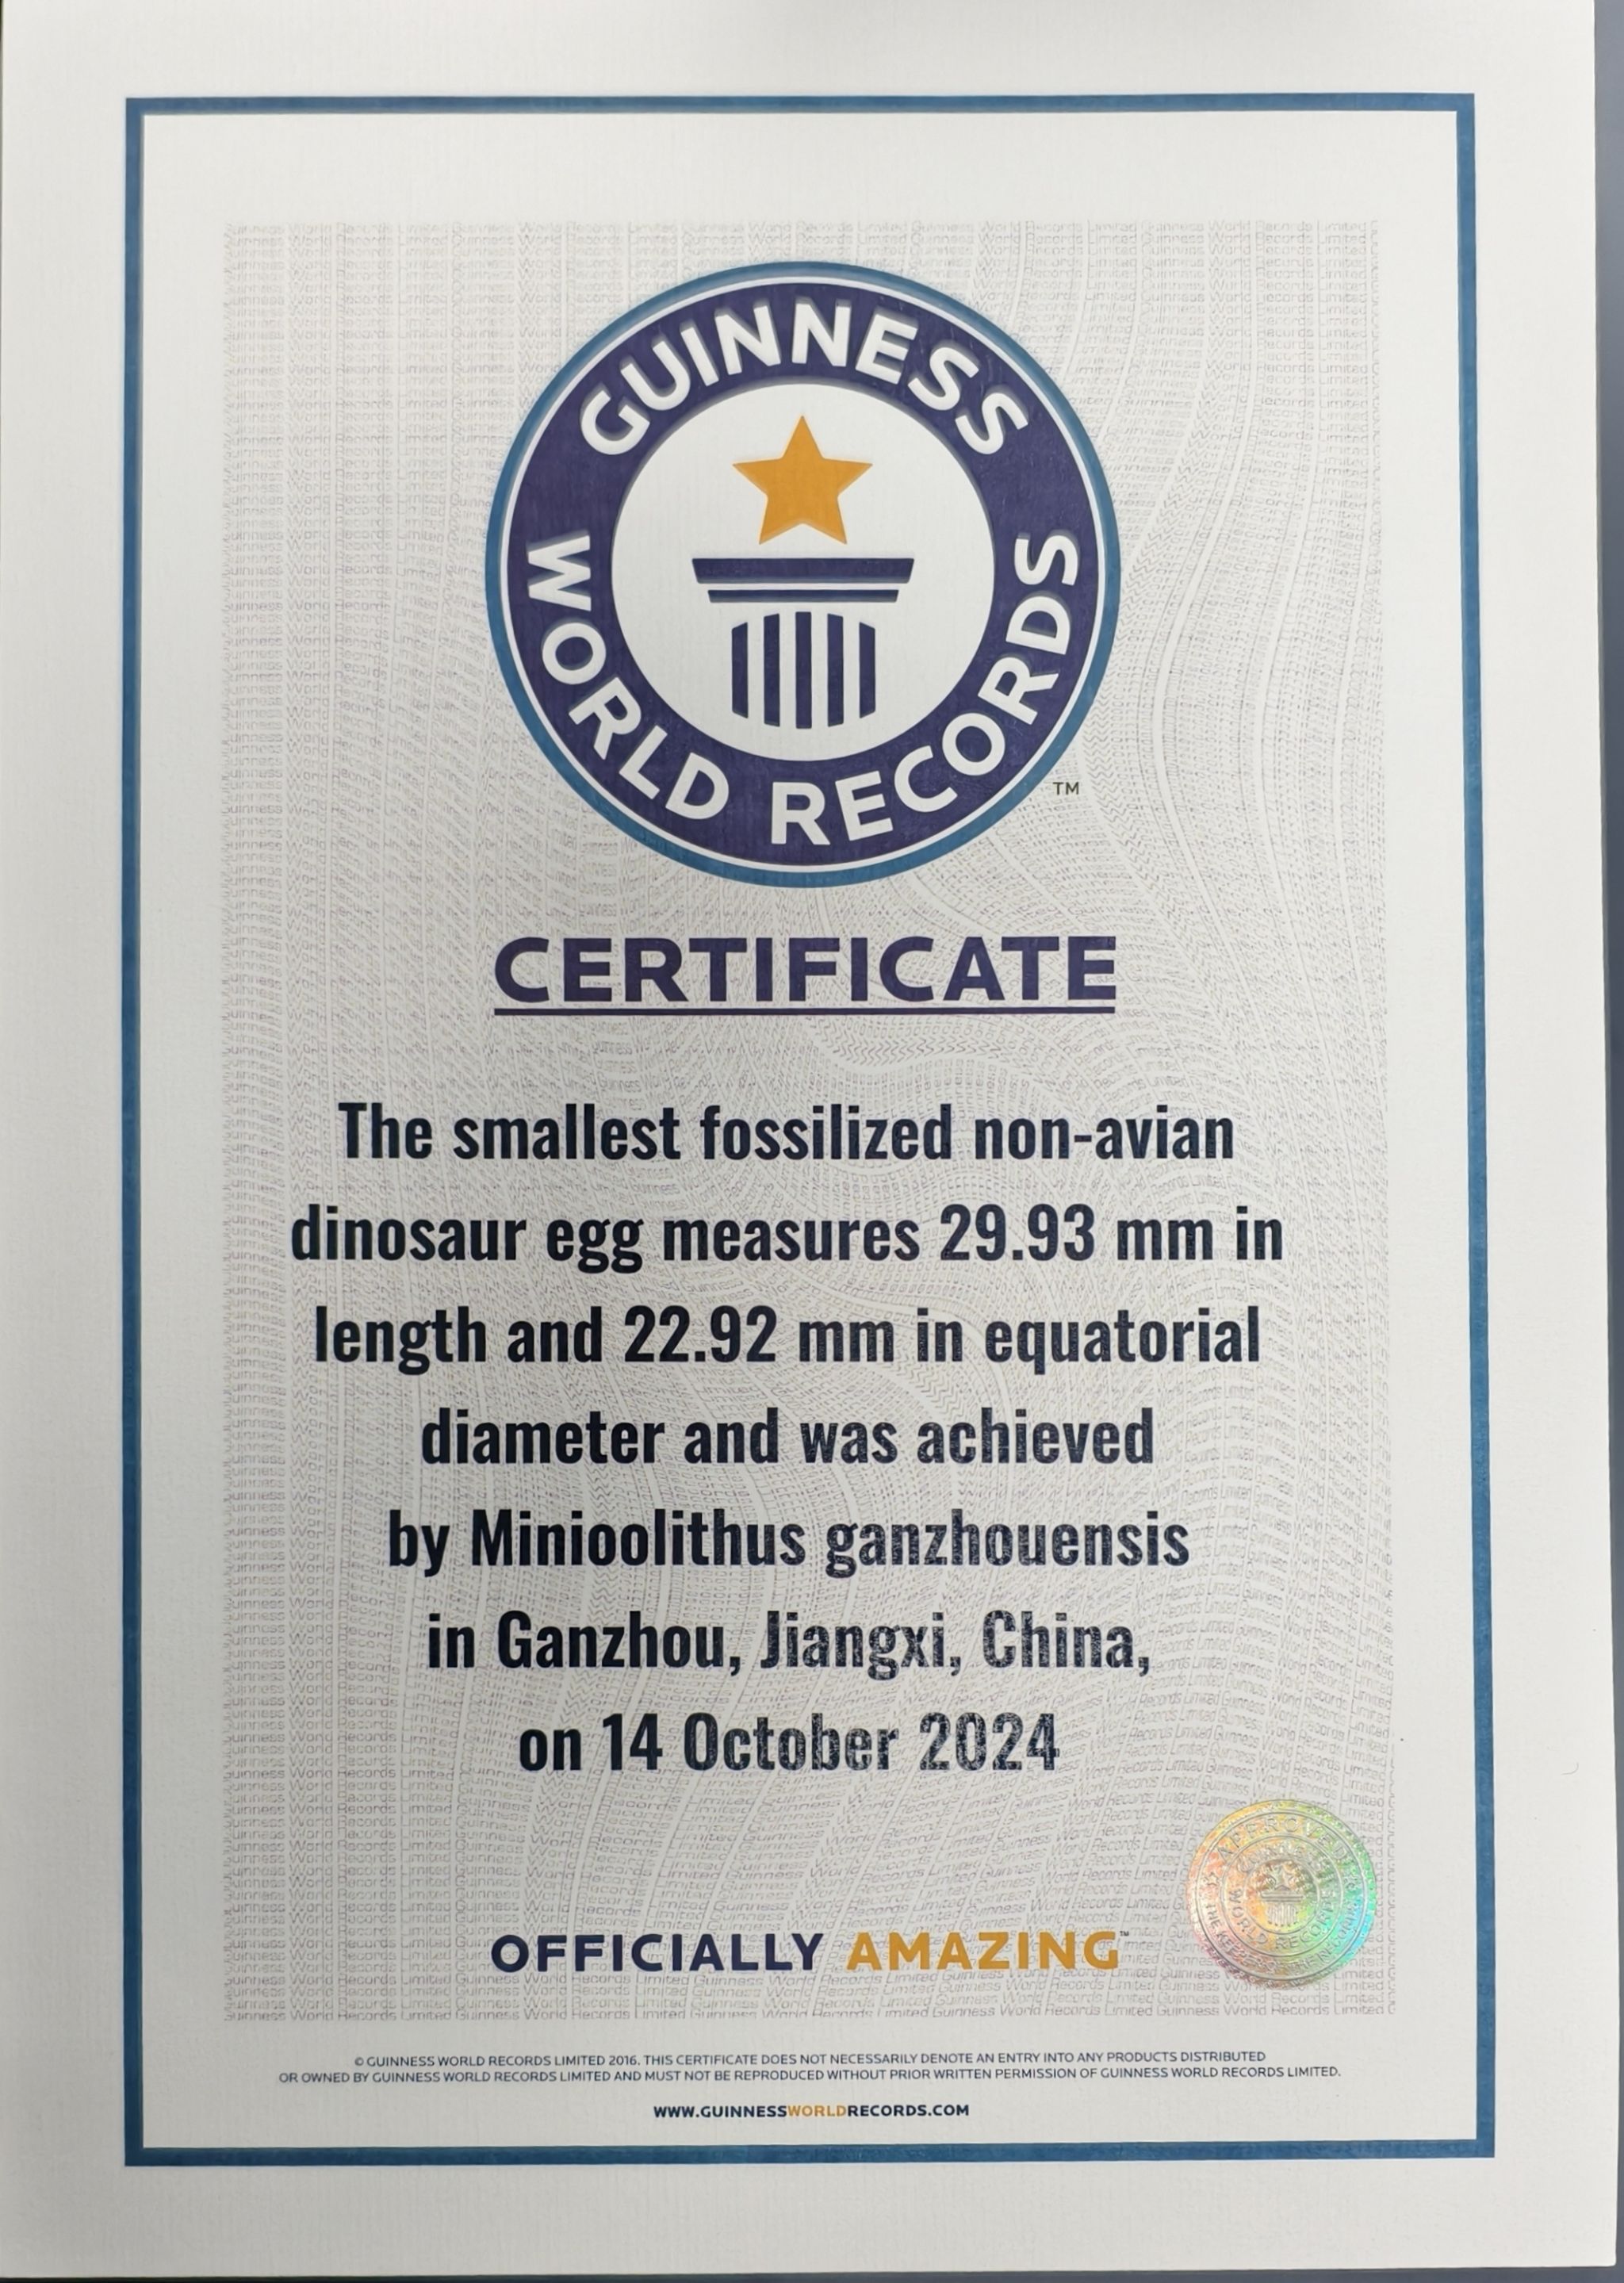 GUINNESS
WORLD RECORDS
TM
CERTIFICATE
The smallest fossilized non-avian
dinosaur egg measures 29.93 mm in
length and 22.92 mm in equatorial
diameter and was achieved
by Minioolithus ganzhouensis
in Ganzhou, Jiangxi, China,
on 14 October 2024
APPROVED
WORLD RECORDS
OFFICIALLY AMAZING™
© GUINNESS WORLD RECORDS LIMITED 2016. THIS CERTIFICATE DOES NOT NECESSARILY DENOTE AN ENTRY INTO ANY PRODUCTS DISTRIBUTED
OR OWNED BY GUINNESS WORLD RECORDS LIMITED AND MUST NOT BE REPRODUCED WITHOUT PRIOR WRITTEN PERMISSION OF GUINNESS WORLD RECORDS LIMITED.
WWW.GUINNESSWORLDRECORDS.COM